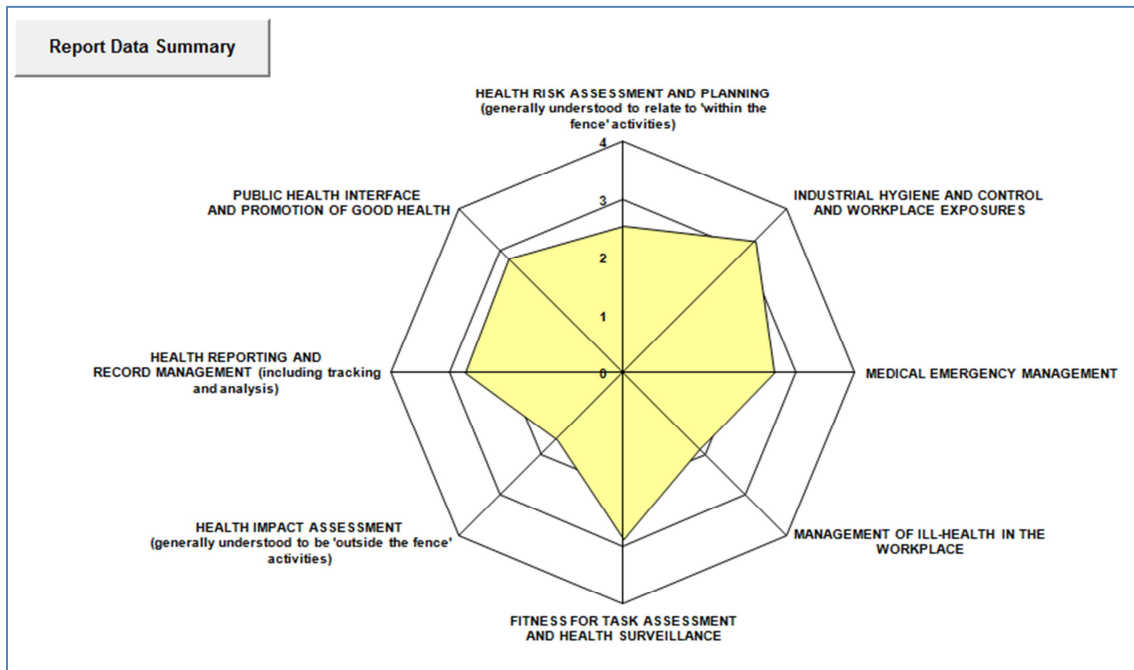 Report Data Summary
HEALTH RISK ASSESSMENT AND PLANNING
(generally understood to relate to 'within the
fence' activities)
4
3
2
1
0
PUBLIC HEALTH INTERFACE
AND PROMOTION OF GOOD HEALTH
INDUSTRIAL HYGIENE AND CONTROL
AND WORKPLACE EXPOSURES
HEALTH REPORTING AND
RECORD MANAGEMENT (including tracking
and analysis)
MEDICAL EMERGENCY MANAGEMENT
HEALTH IMPACT ASSESSMENT
(generally understood to be 'outside the fence'
activities)
MANAGEMENT OF ILL-HEALTH IN THE
WORKPLACE
FITNESS FOR TASK ASSESSMENT
AND HEALTH SURVEILLANCE